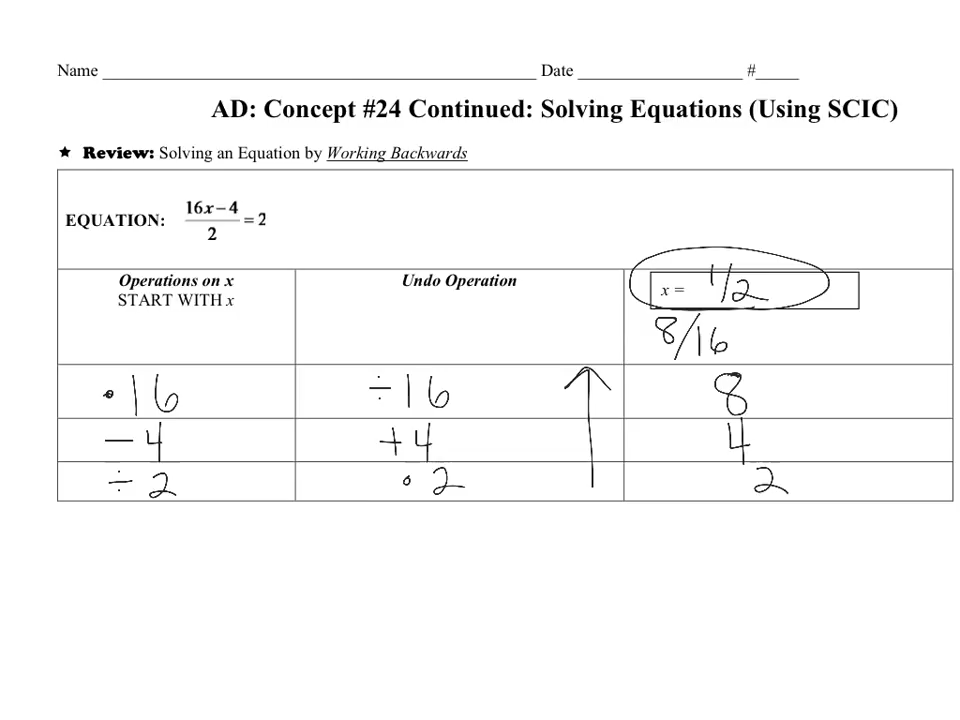 Name ____________________ Date __________ #_____
AD: Concept #24 Continued: Solving Equations (Using SCIC)
★ Review: Solving an Equation by Working Backwards
EQUATION: (16x − 4)/2 = 2
Operations on x
START WITH x
Undo Operation
x = 1/2
8/16
• 16
÷ 16
8
− 4
+ 4
4
÷ 2
• 2
2